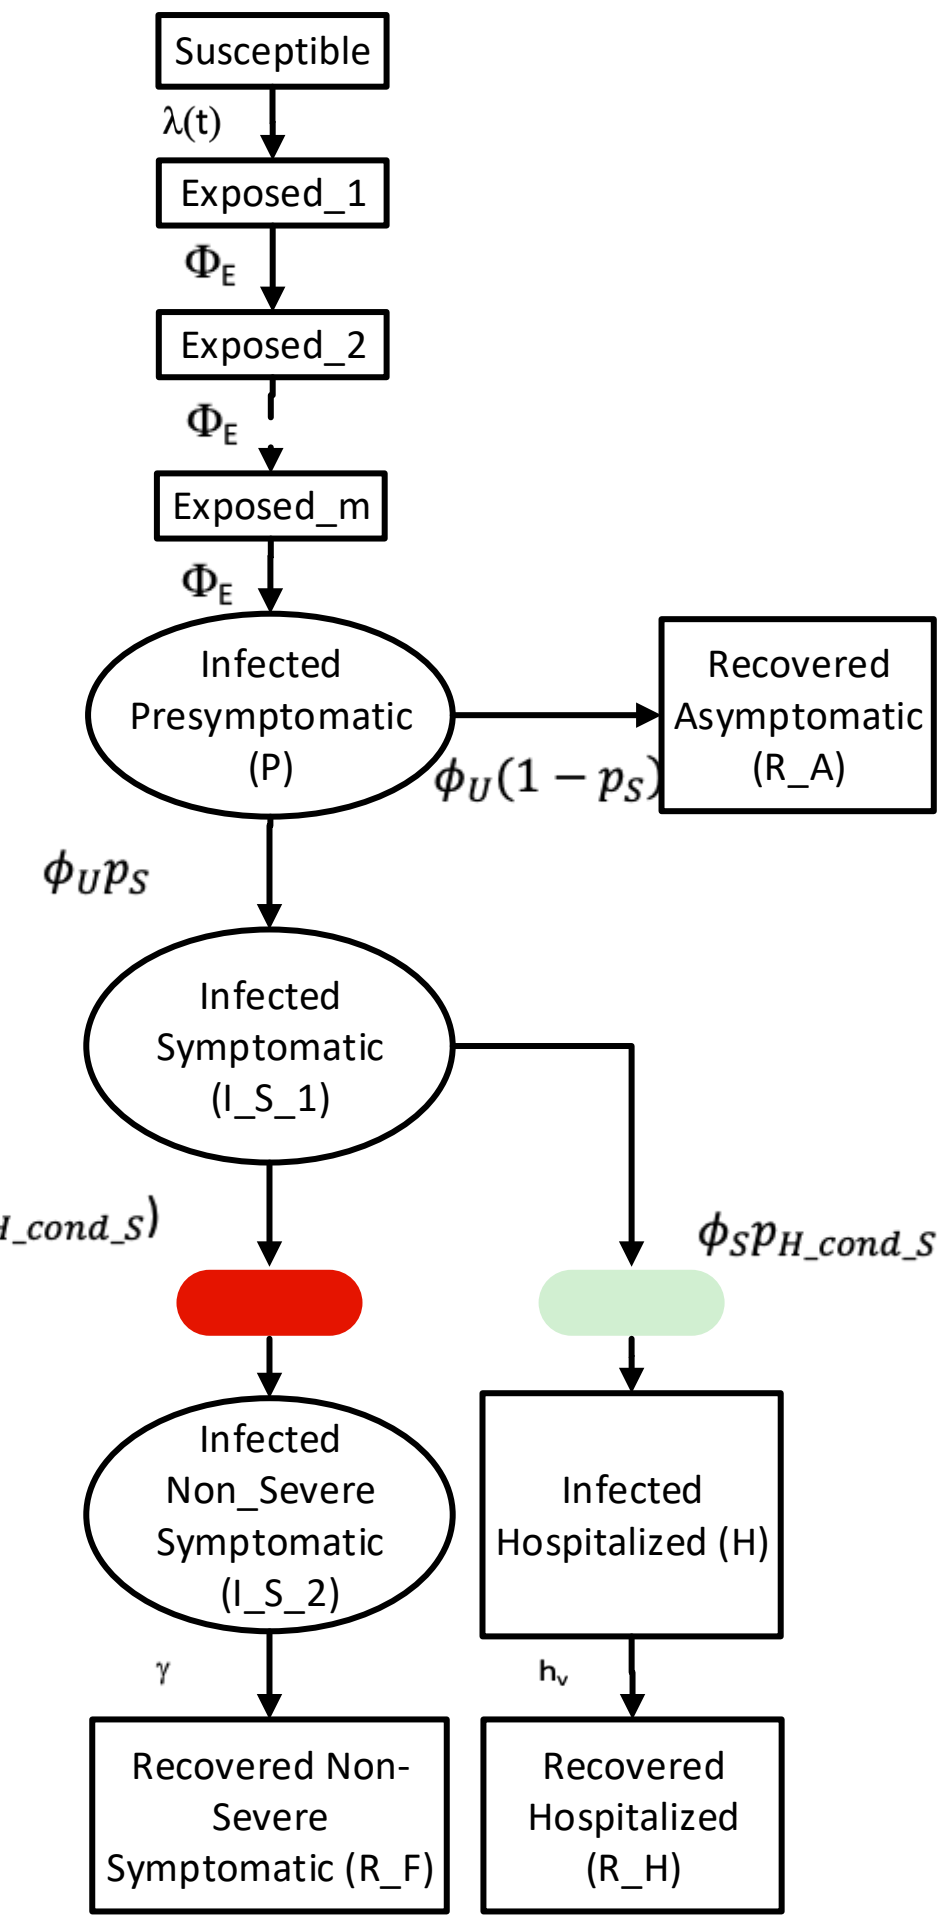 Susceptible
λ(t)
Exposed_1
Φ_E
Exposed_2
Φ_E
Exposed_m
Φ_E
Infected
Presymptomatic
(P)
Recovered
Asymptomatic
(R_A)
ϕ_U(1 − p_S)
ϕ_U p_S
Infected
Symptomatic
(I_S_1)
H_cond_S)
ϕ_S p_H_cond_S
Infected
Non_Severe
Symptomatic
(I_S_2)
Infected
Hospitalized (H)
γ
h_v
Recovered Non-
Severe
Symptomatic (R_F)
Recovered
Hospitalized
(R_H)